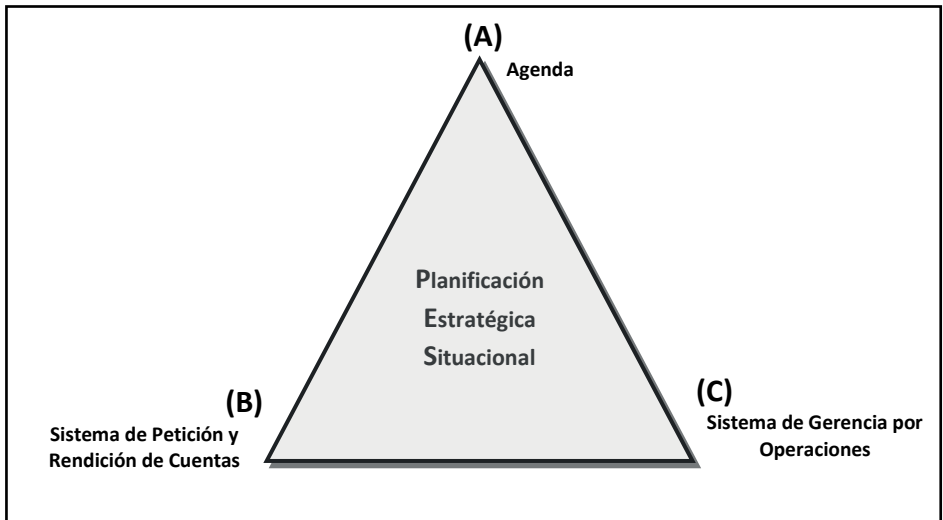 (A)
Agenda
Planificación
Estratégica
Situacional
(B)
Sistema de Petición y
Rendición de Cuentas
(C)
Sistema de Gerencia por
Operaciones